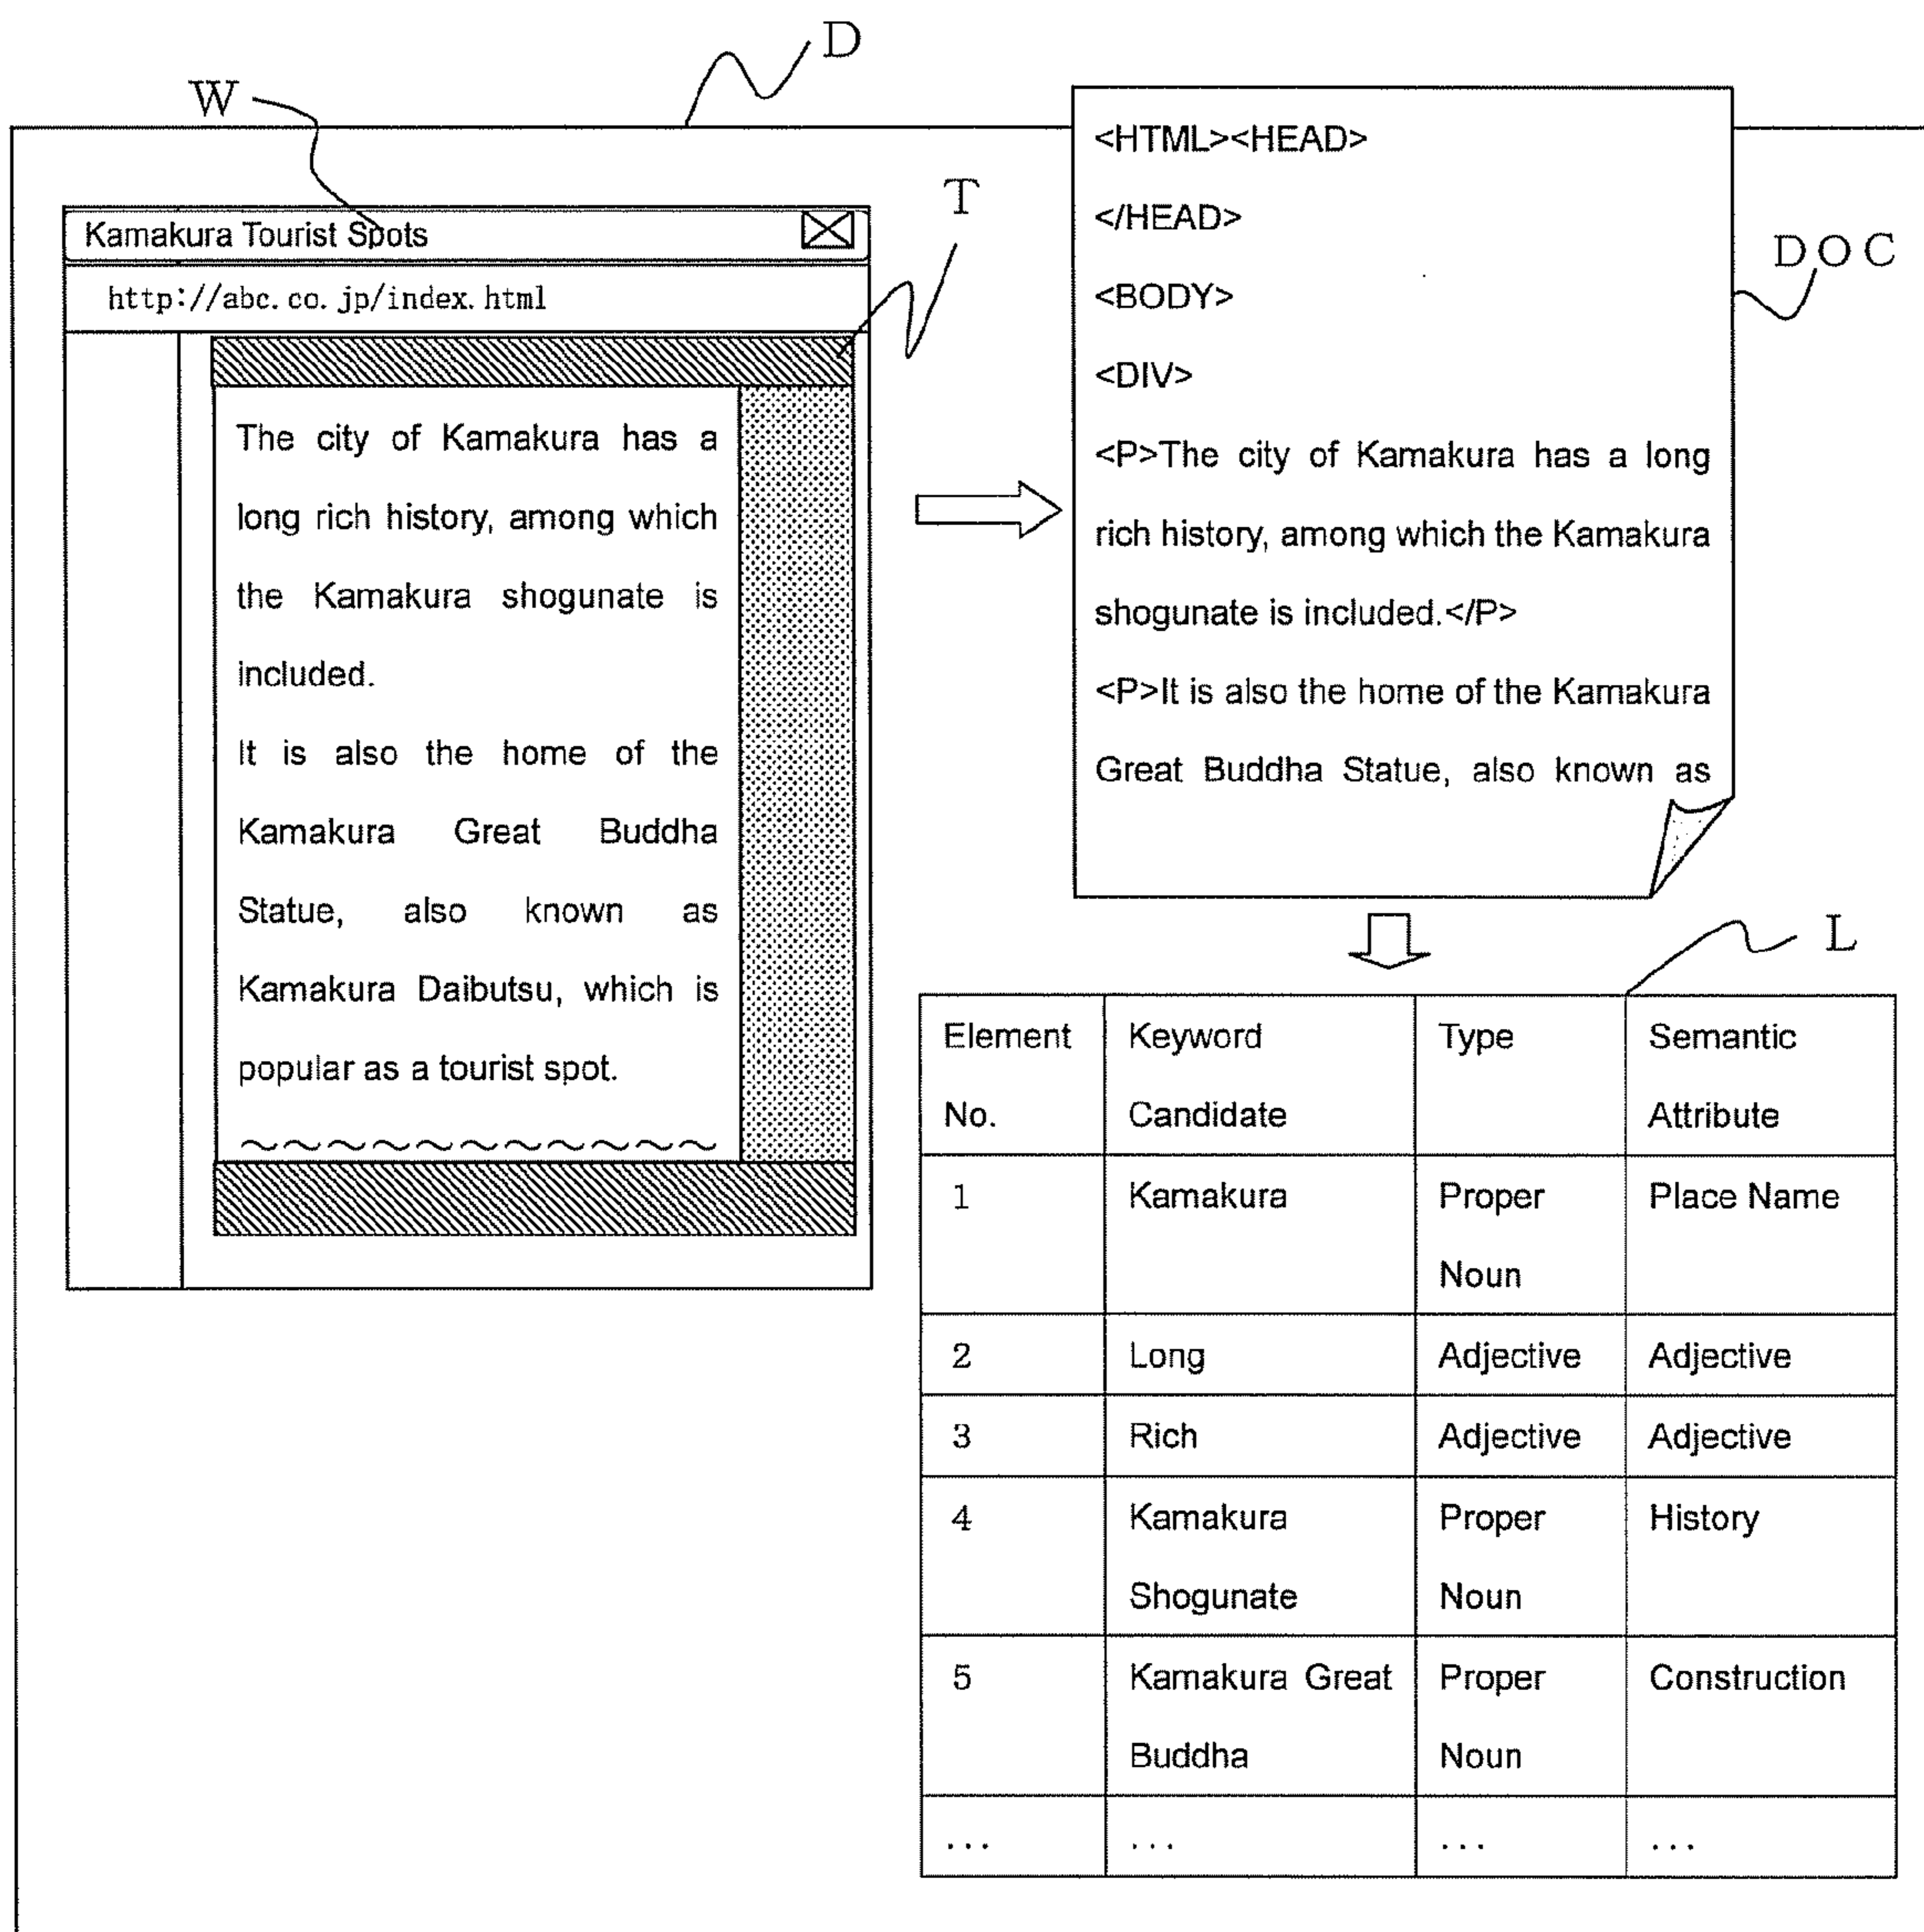 D
W
Kamakura Tourist Spots
http://abc.co.jp/index.html
T
The city of Kamakura has a
long rich history, among which
the Kamakura shogunate is
included.
It is also the home of the
Kamakura Great Buddha
Statue, also known as
Kamakura Daibutsu, which is
popular as a tourist spot.
DOC
<HTML><HEAD>
</HEAD>
<BODY>
<DIV>
<P>The city of Kamakura has a long
rich history, among which the Kamakura
shogunate is included.</P>
<P>It is also the home of the Kamakura
Great Buddha Statue, also known as
L
Element No. Keyword Candidate Type Semantic Attribute
1 Kamakura Proper Noun Place Name
2 Long Adjective Adjective
3 Rich Adjective Adjective
4 Kamakura Shogunate Proper Noun History
5 Kamakura Great Buddha Proper Noun Construction
... ... ... ...